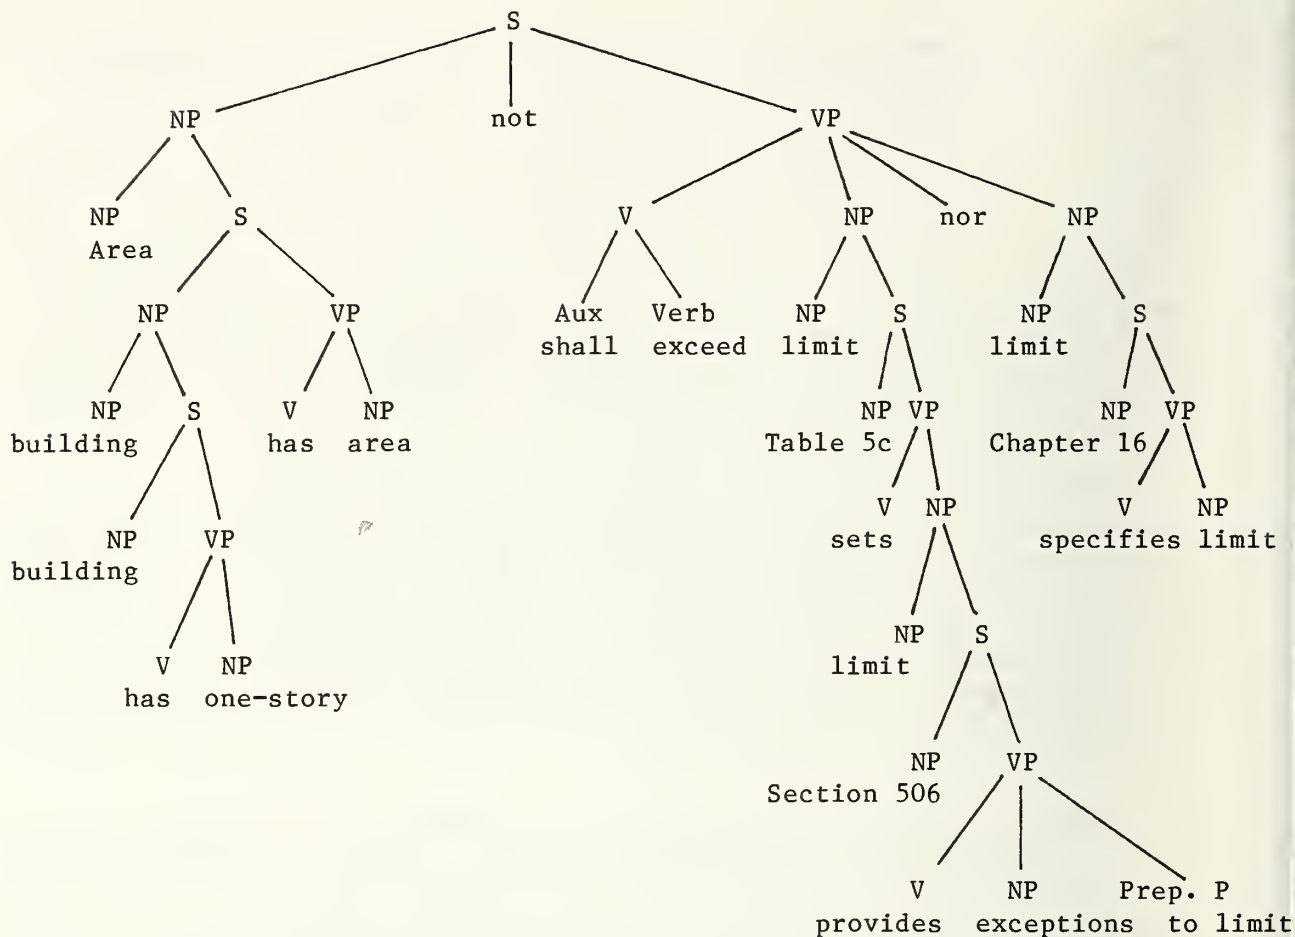 S
NP not VP
NP S V NP nor NP
Area
NP VP Aux Verb NP S NP S
shall exceed limit limit
NP S V NP NP VP NP VP
building has area Table 5c Chapter 16
V NP V NP
NP VP sets specifies limit
building
NP S
V NP limit
has one-story
NP VP
Section 506
V NP Prep. P
provides exceptions to limit